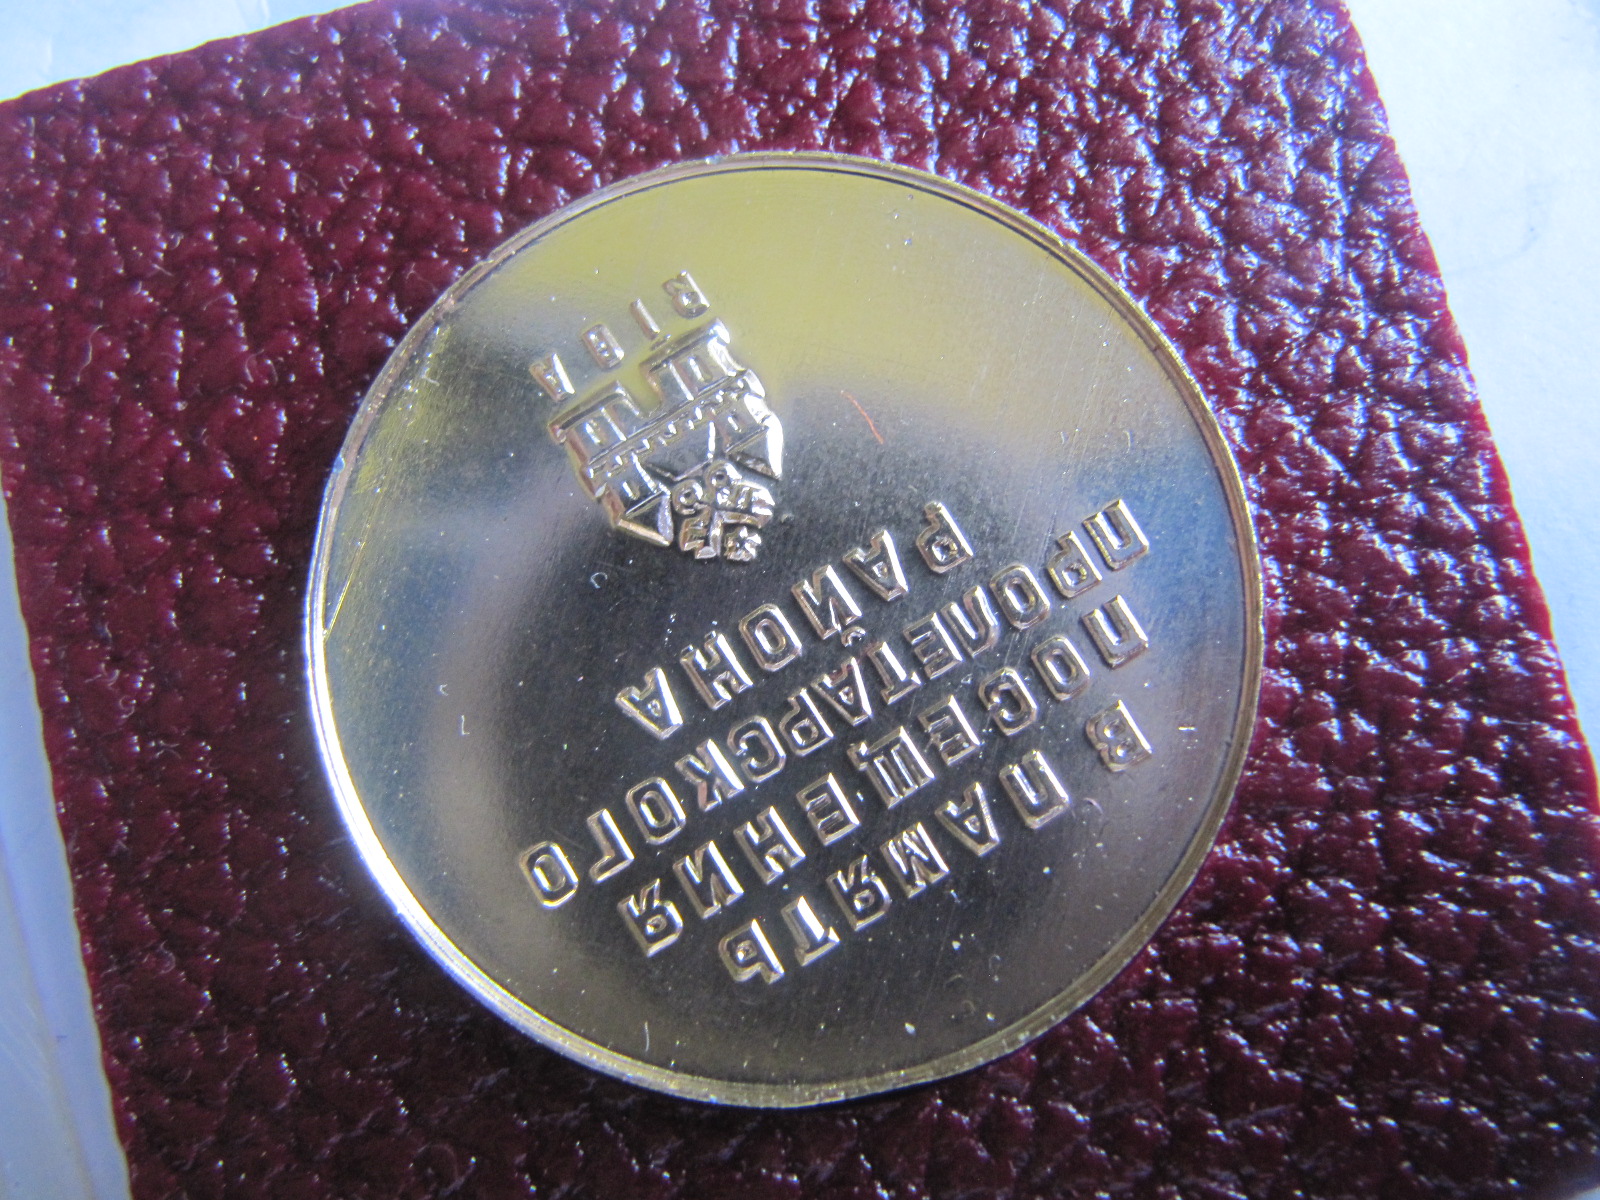 В ПАМЯТЬ
ПОСЕЩЕНИЯ
ПРОЛЕТАРСКОГО
РАЙОНА
RIGA